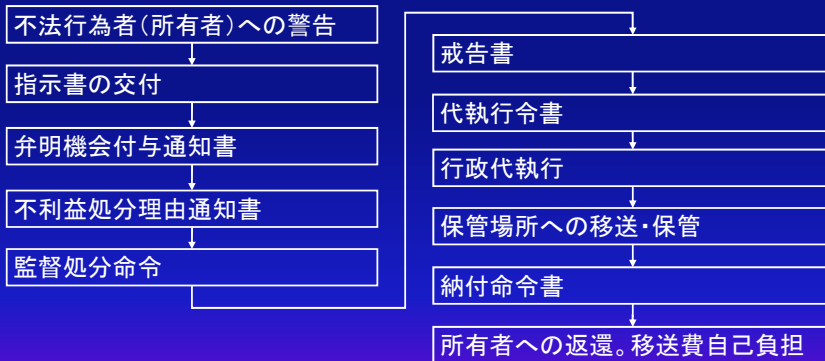 不法行為者(所有者)への警告
指示書の交付
弁明機会付与通知書
不利益処分理由通知書
監督処分命令
戒告書
代執行令書
行政代執行
保管場所への移送・保管
納付命令書
所有者への返還。移送費自己負担